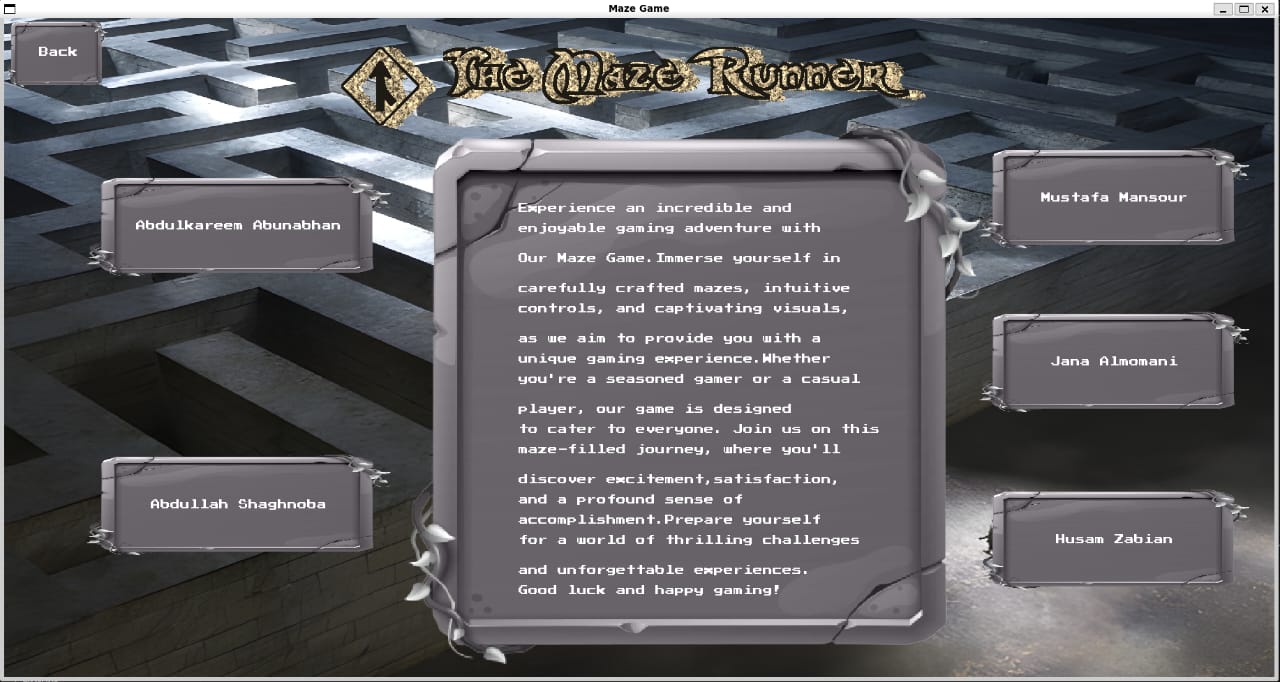 Maze Game
Back
The Maze Runner
Abdulkareem Abunabhan
Abdullah Shaghnoba
Experience an incredible and
enjoyable gaming adventure with
Our Maze Game.Immerse yourself in
carefully crafted mazes, intuitive
controls, and captivating visuals,
as we aim to provide you with a
unique gaming experience.Whether
you're a seasoned gamer or a casual
player, our game is designed
to cater to everyone. Join us on this
maze-filled journey, where you'll
discover excitement,satisfaction,
and a profound sense of
accomplishment.Prepare yourself
for a world of thrilling challenges
and unforgettable experiences.
Good luck and happy gaming!
Mustafa Mansour
Jana Almomani
Husam Zabian